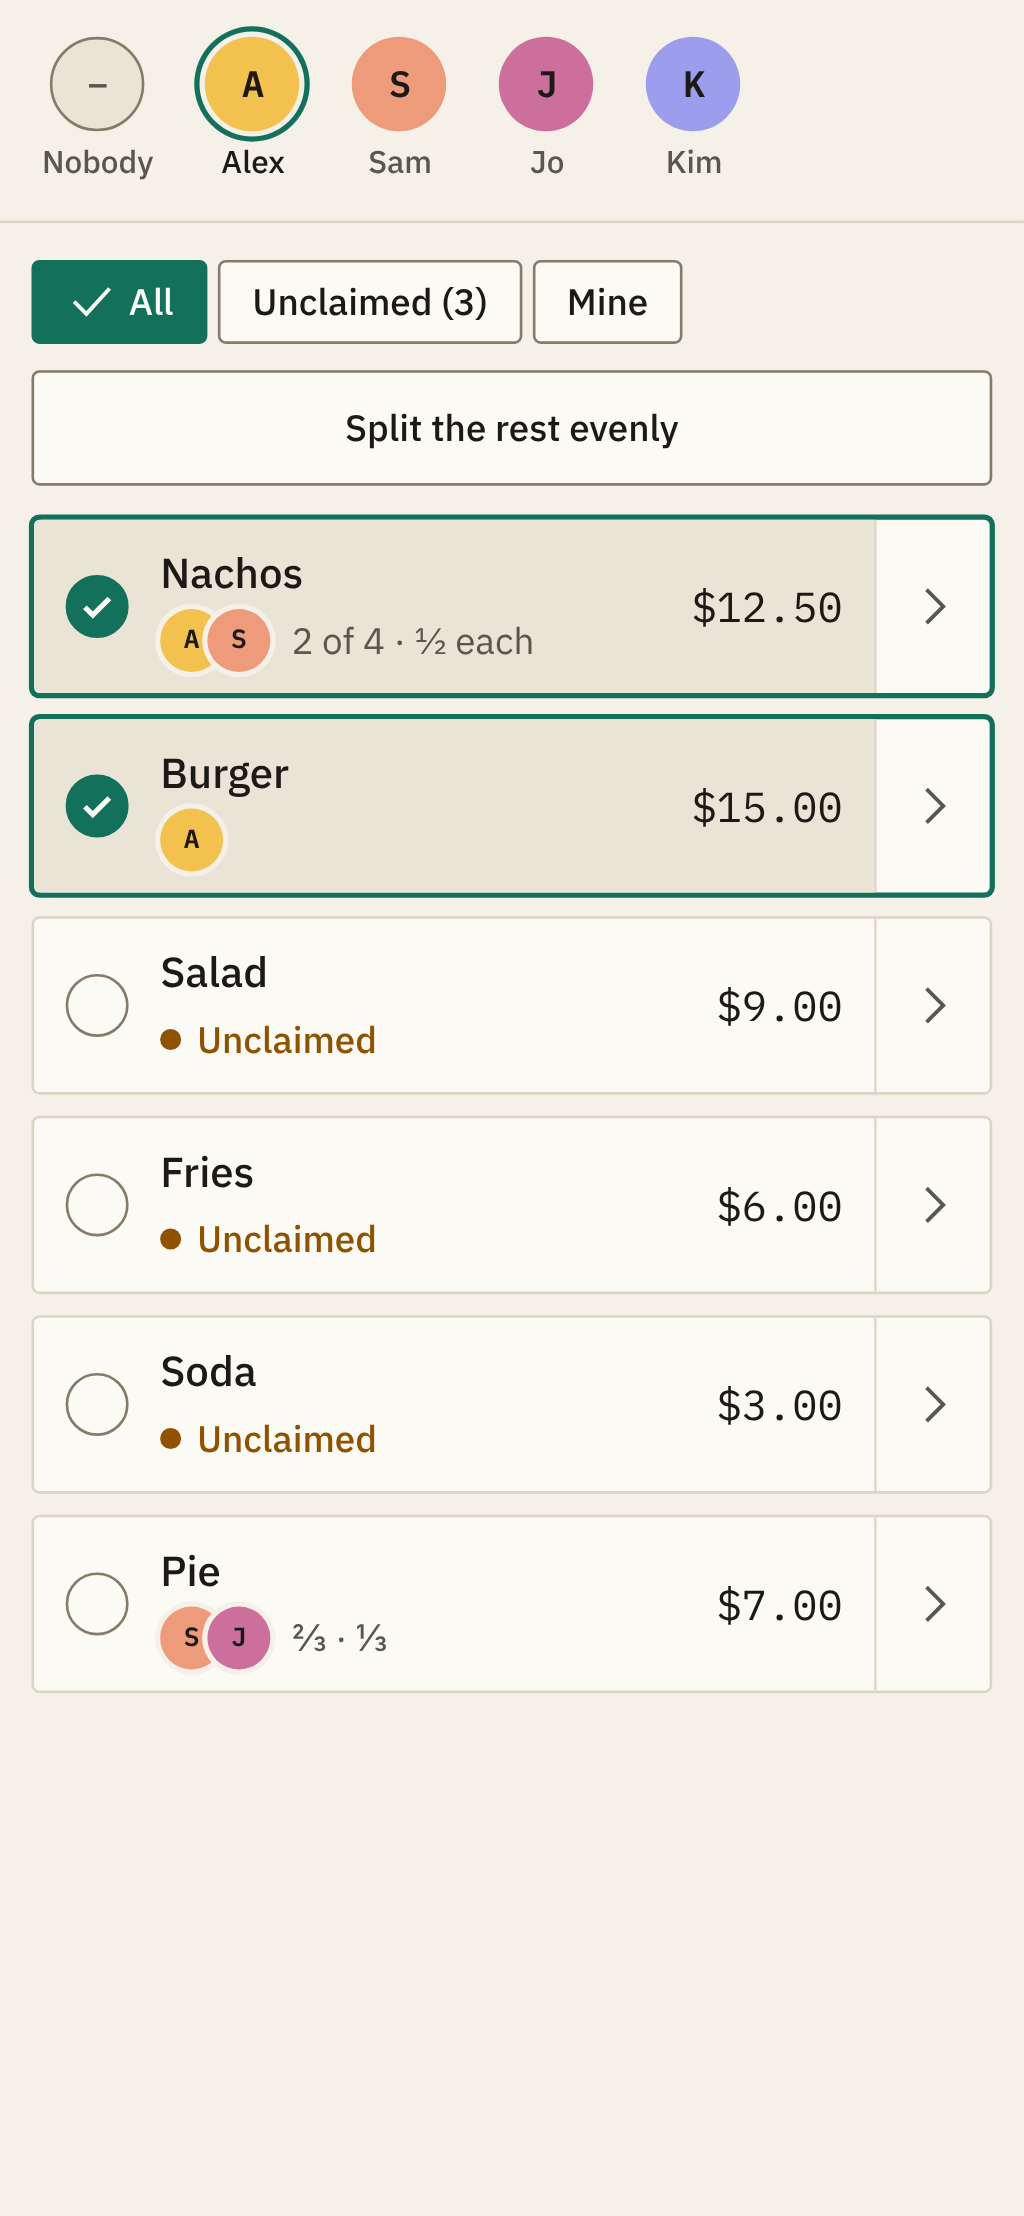 –
A
S
J
K
Nobody
Alex
Sam
Jo
Kim
All
Unclaimed (3)
Mine
Split the rest evenly
Nachos
A S 2 of 4 · ½ each
$12.50
Burger
A
$15.00
Salad
Unclaimed
$9.00
Fries
Unclaimed
$6.00
Soda
Unclaimed
$3.00
Pie
S J ⅔ · ⅓
$7.00